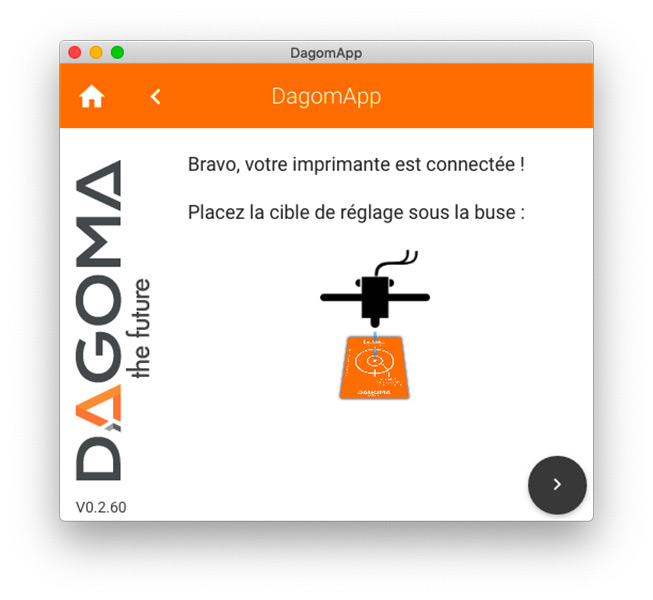 DagomApp
DagomApp
Bravo, votre imprimante est connectée !
Placez la cible de réglage sous la buse :
DAGOMA
the future
DAGOMA
V0.2.60